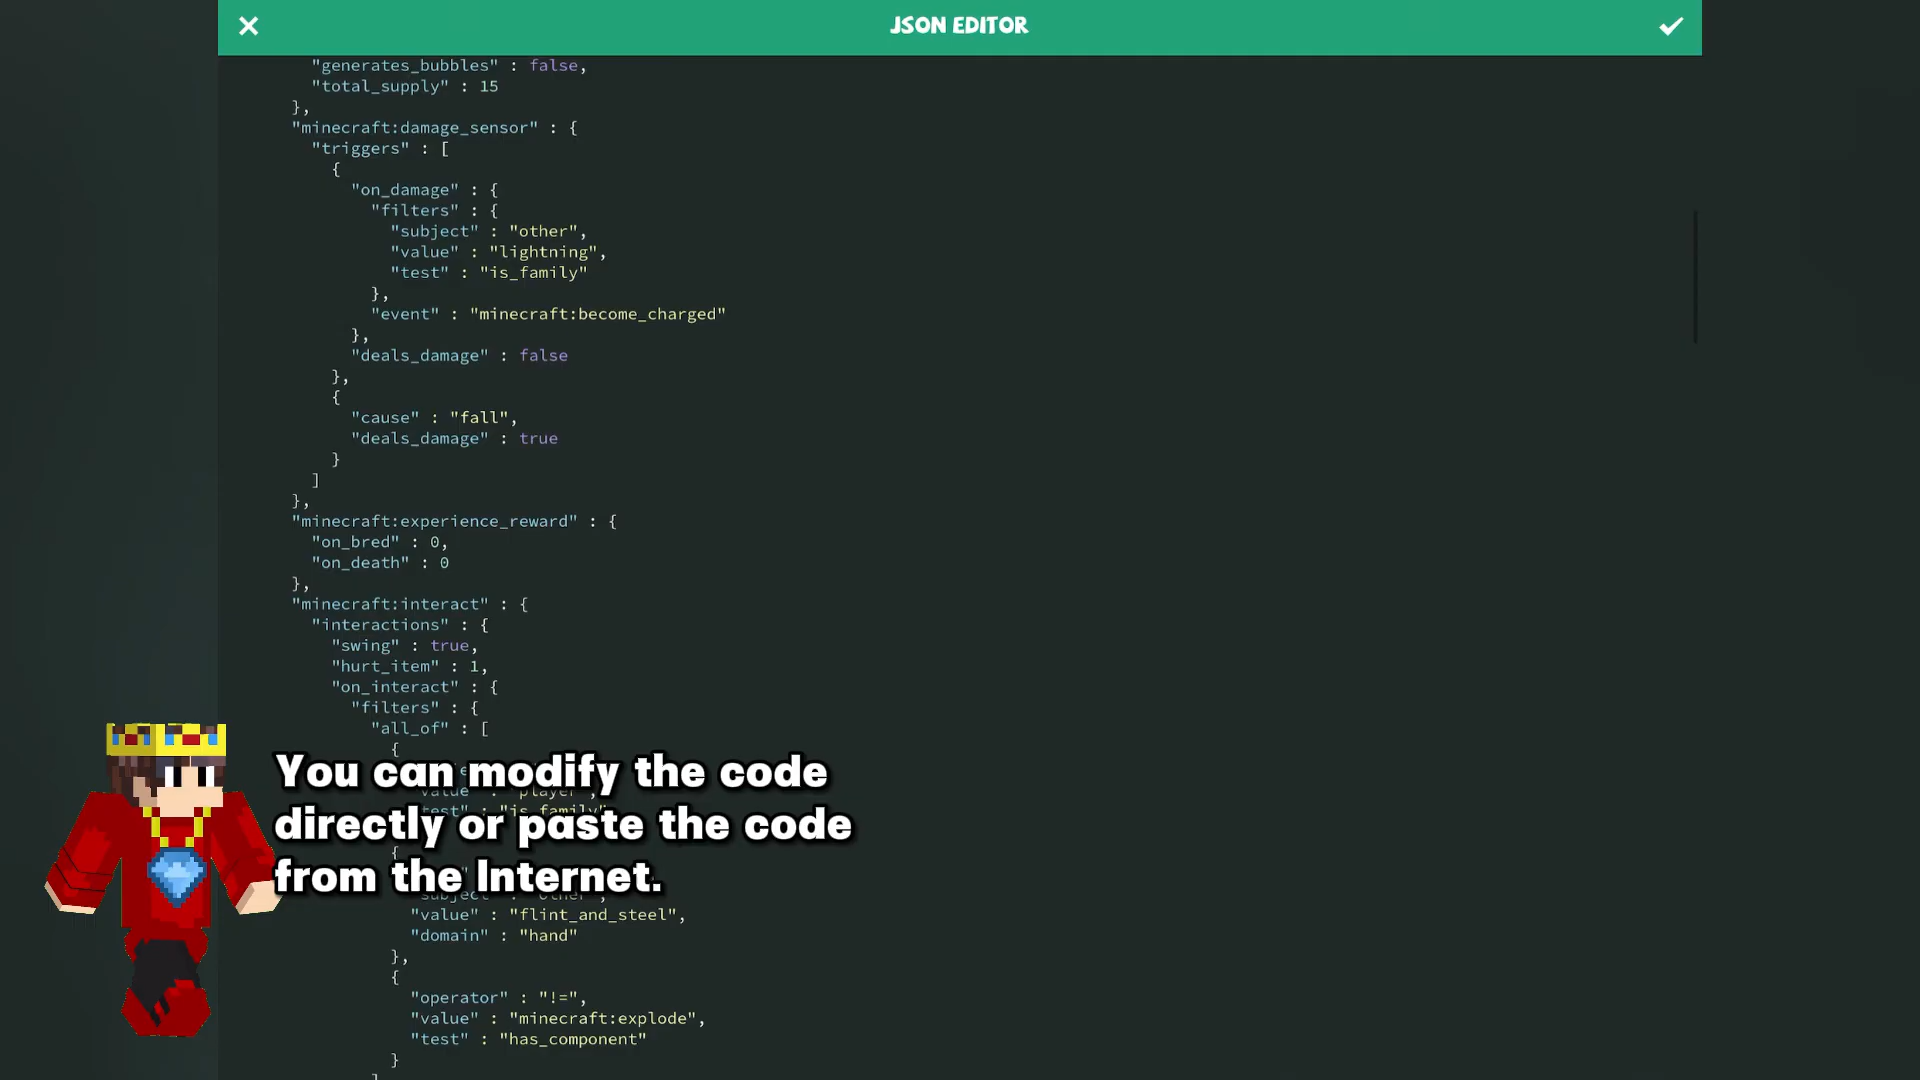 JSON EDITOR
"generates_bubbles" : false,
"total_supply" : 15
},
"minecraft:damage_sensor" : {
"triggers" : [
{
"on_damage" : {
"filters" : {
"subject" : "other",
"value" : "lightning",
"test" : "is_family"
},
"event" : "minecraft:become_charged"
},
"deals_damage" : false
},
{
"cause" : "fall",
"deals_damage" : true
}
]
},
"minecraft:experience_reward" : {
"on_bred" : 0,
"on_death" : 0
},
"minecraft:interact" : {
"interactions" : {
"swing" : true,
"hurt_item" : 1,
"on_interact" : {
"filters" : {
"all_of" : [
{
You can modify the code
directly or paste the code
from the Internet.
"value" : "flint_and_steel",
"domain" : "hand"
},
{
"operator" : "!=",
"value" : "minecraft:explode",
"test" : "has_component"
}